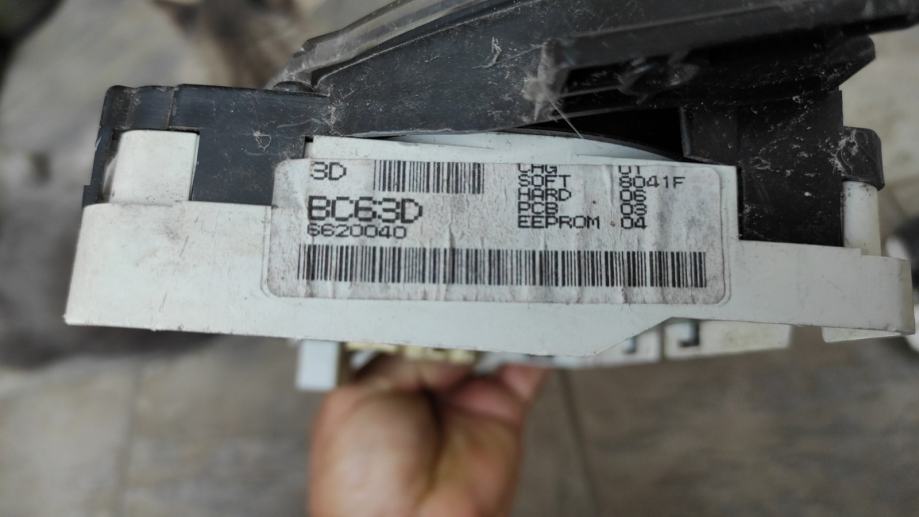 3D
CHG 01
SOFT 8041F
HARD 06
PCB 03
EEPROM 04
BC63D
6620040